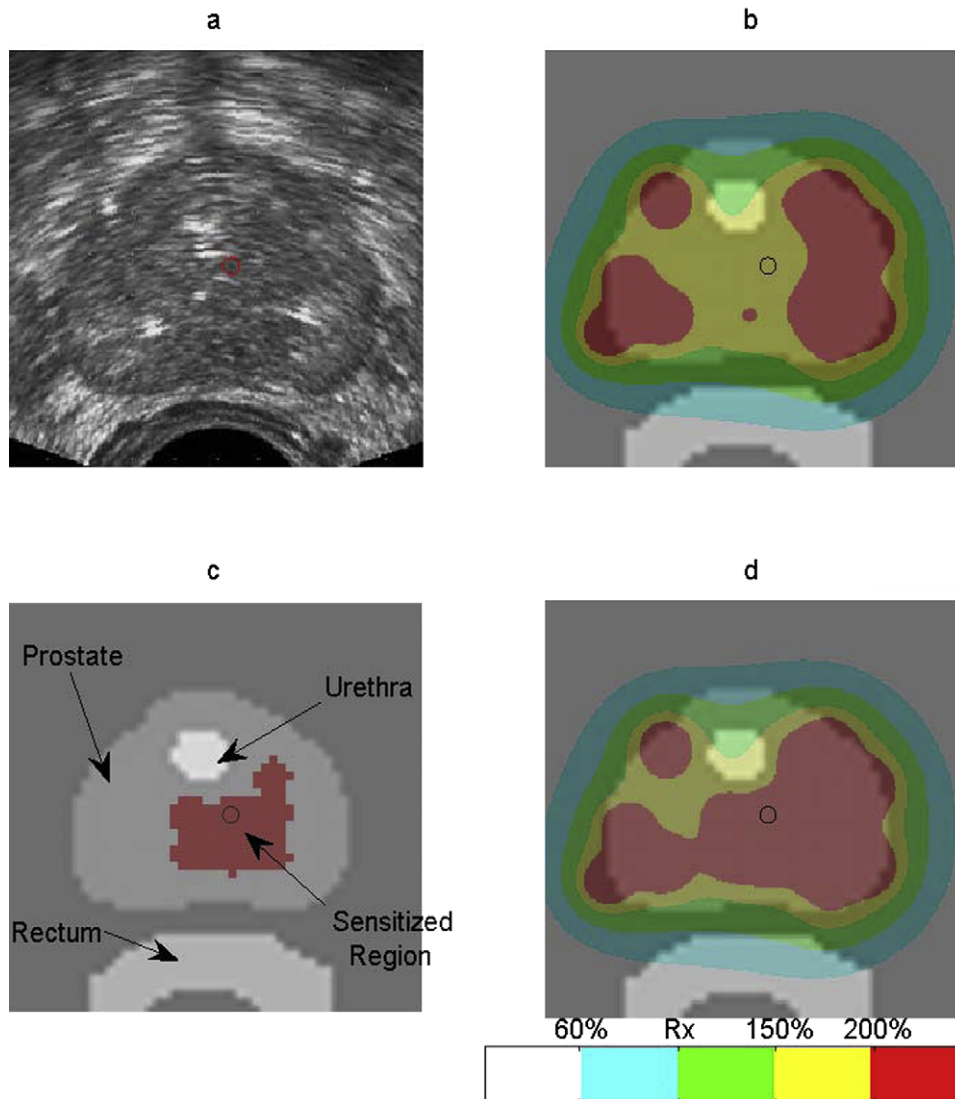 a
b
c
d
Prostate
Urethra
Rectum
Sensitized
Region
60% Rx 150% 200%